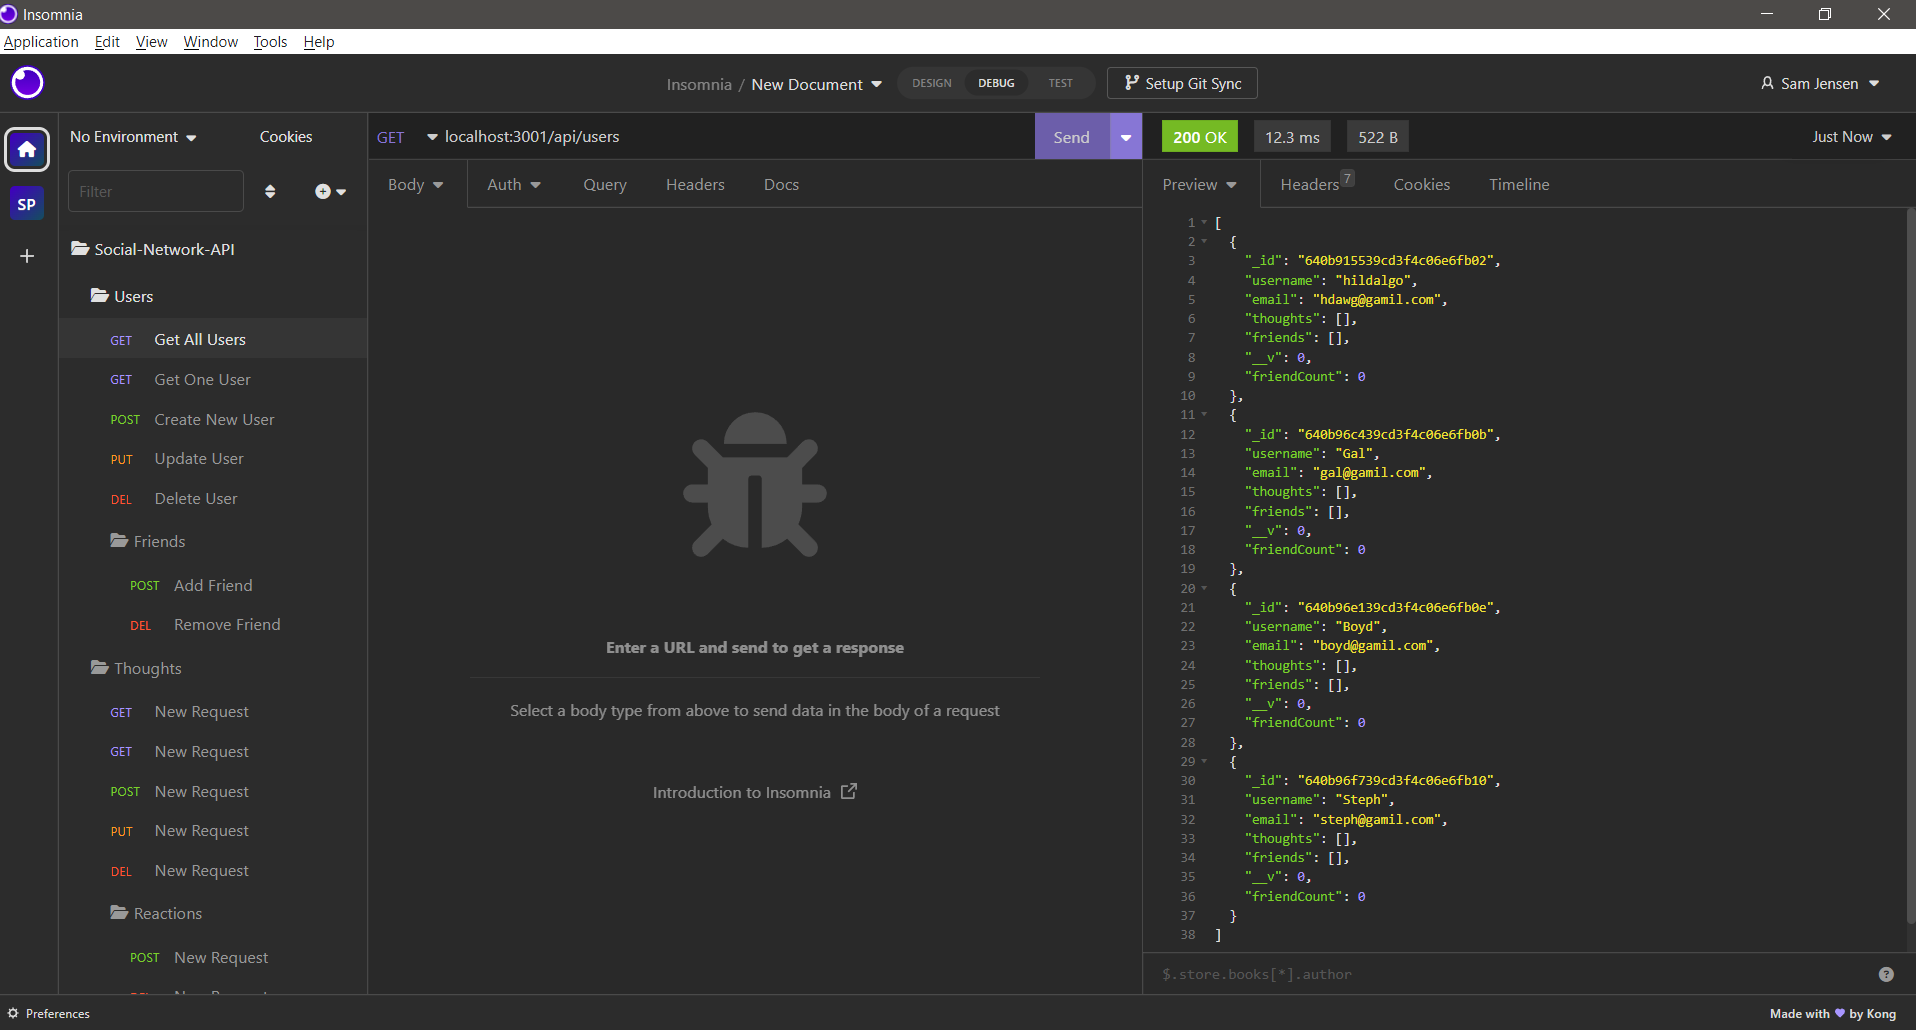 Insomnia
Application Edit View Window Tools Help
Insomnia / New Document DESIGN DEBUG TEST Setup Git Sync Sam Jensen
No Environment Cookies
Filter
SP
Social-Network-API
Users
GET Get All Users
GET Get One User
POST Create New User
PUT Update User
DEL Delete User
Friends
POST Add Friend
DEL Remove Friend
Thoughts
GET New Request
GET New Request
POST New Request
PUT New Request
DEL New Request
Reactions
POST New Request
GET localhost:3001/api/users Send
Body Auth Query Headers Docs
Enter a URL and send to get a response
Select a body type from above to send data in the body of a request
Introduction to Insomnia
200 OK 12.3 ms 522 B Just Now
Preview Headers 7 Cookies Timeline
1 [
2 {
3 "_id": "640b915539cd3f4c06e6fb02",
4 "username": "hildalgo",
5 "email": "hdawg@gamil.com",
6 "thoughts": [],
7 "friends": [],
8 "__v": 0,
9 "friendCount": 0
10 },
11 {
12 "_id": "640b96c439cd3f4c06e6fb0b",
13 "username": "Gal",
14 "email": "gal@gamil.com",
15 "thoughts": [],
16 "friends": [],
17 "__v": 0,
18 "friendCount": 0
19 },
20 {
21 "_id": "640b96e139cd3f4c06e6fb0e",
22 "username": "Boyd",
23 "email": "boyd@gamil.com",
24 "thoughts": [],
25 "friends": [],
26 "__v": 0,
27 "friendCount": 0
28 },
29 {
30 "_id": "640b96f739cd3f4c06e6fb10",
31 "username": "Steph",
32 "email": "steph@gamil.com",
33 "thoughts": [],
34 "friends": [],
35 "__v": 0,
36 "friendCount": 0
37 }
38 ]
$.store.books[*].author
Preferences
Made with 💜 by Kong